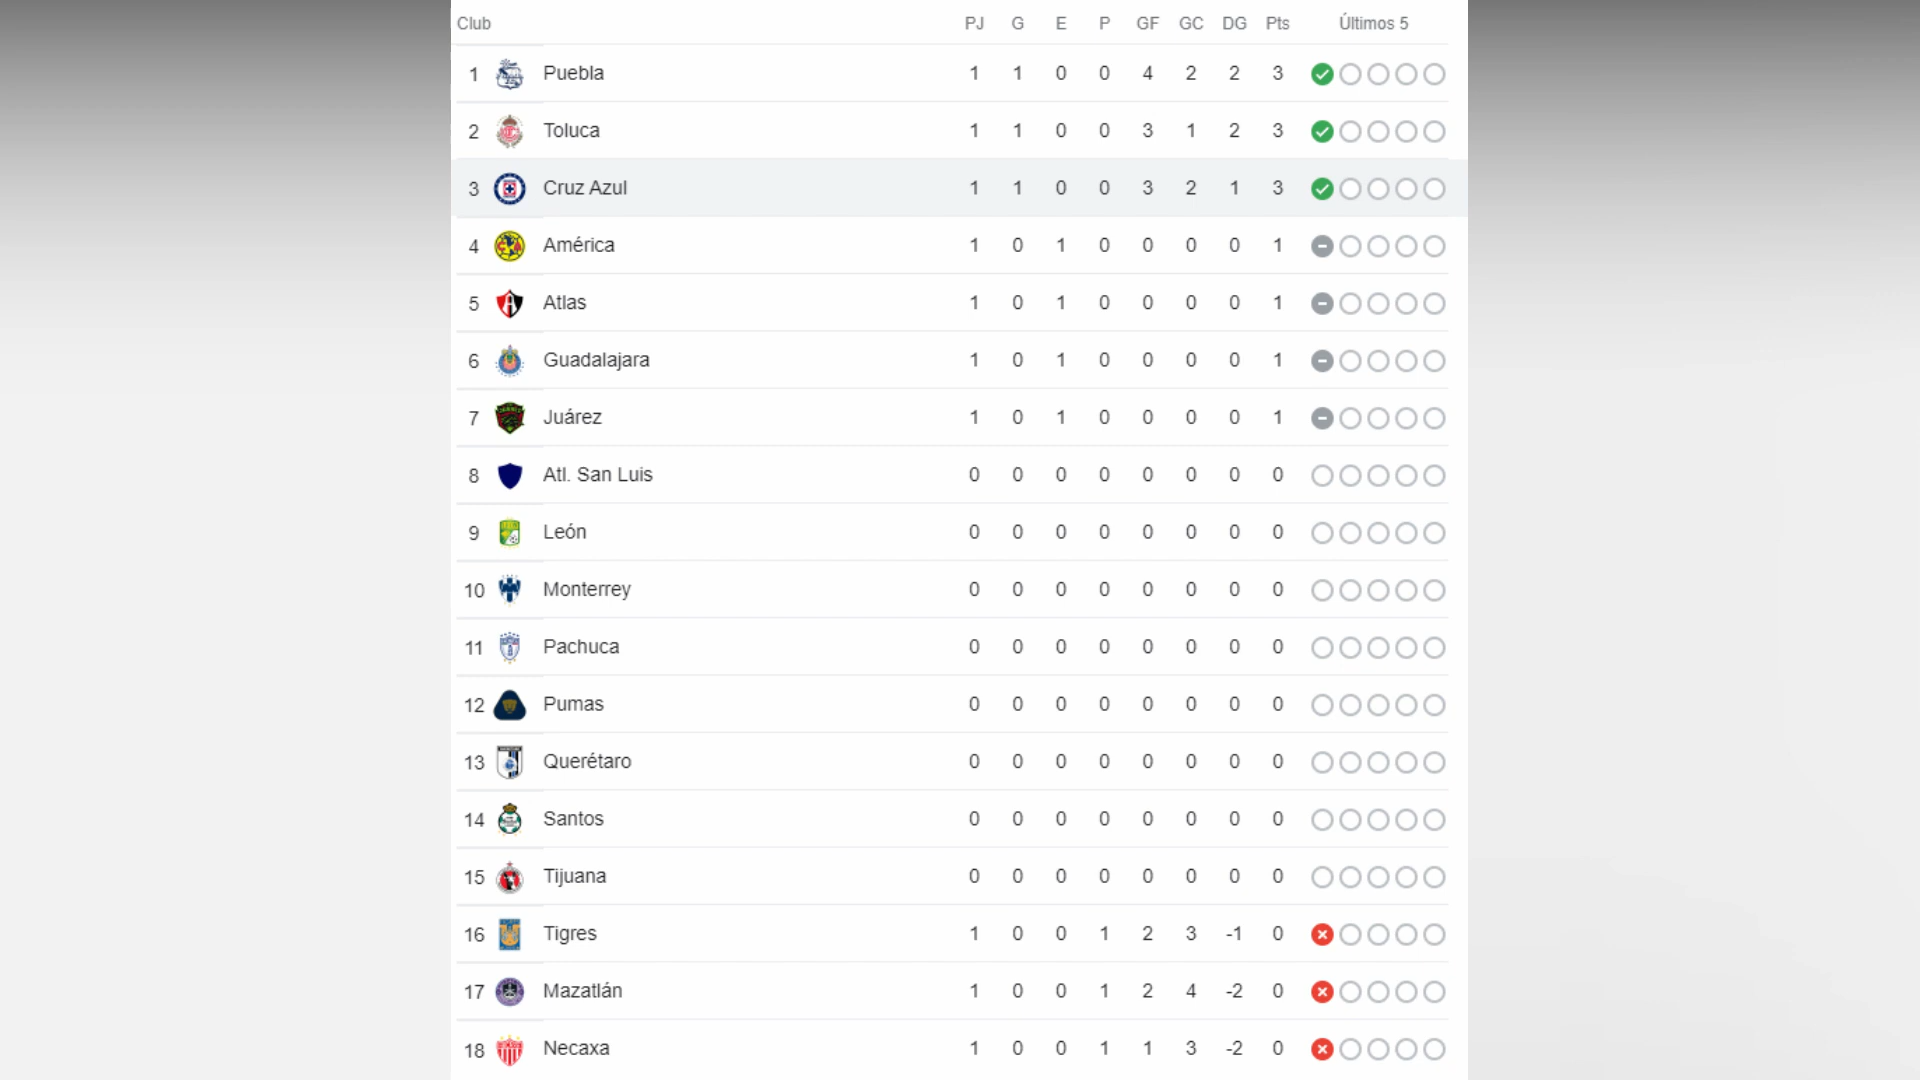 Club PJ G E P GF GC DG Pts Últimos 5
1 Puebla 1 1 0 0 4 2 2 3
2 Toluca 1 1 0 0 3 1 2 3
3 Cruz Azul 1 1 0 0 3 2 1 3
4 América 1 0 1 0 0 0 0 1
5 Atlas 1 0 1 0 0 0 0 1
6 Guadalajara 1 0 1 0 0 0 0 1
7 Juárez 1 0 1 0 0 0 0 1
8 Atl. San Luis 0 0 0 0 0 0 0 0
9 León 0 0 0 0 0 0 0 0
10 Monterrey 0 0 0 0 0 0 0 0
11 Pachuca 0 0 0 0 0 0 0 0
12 Pumas 0 0 0 0 0 0 0 0
13 Querétaro 0 0 0 0 0 0 0 0
14 Santos 0 0 0 0 0 0 0 0
15 Tijuana 0 0 0 0 0 0 0 0
16 Tigres 1 0 0 1 2 3 -1 0
17 Mazatlán 1 0 0 1 2 4 -2 0
18 Necaxa 1 0 0 1 1 3 -2 0